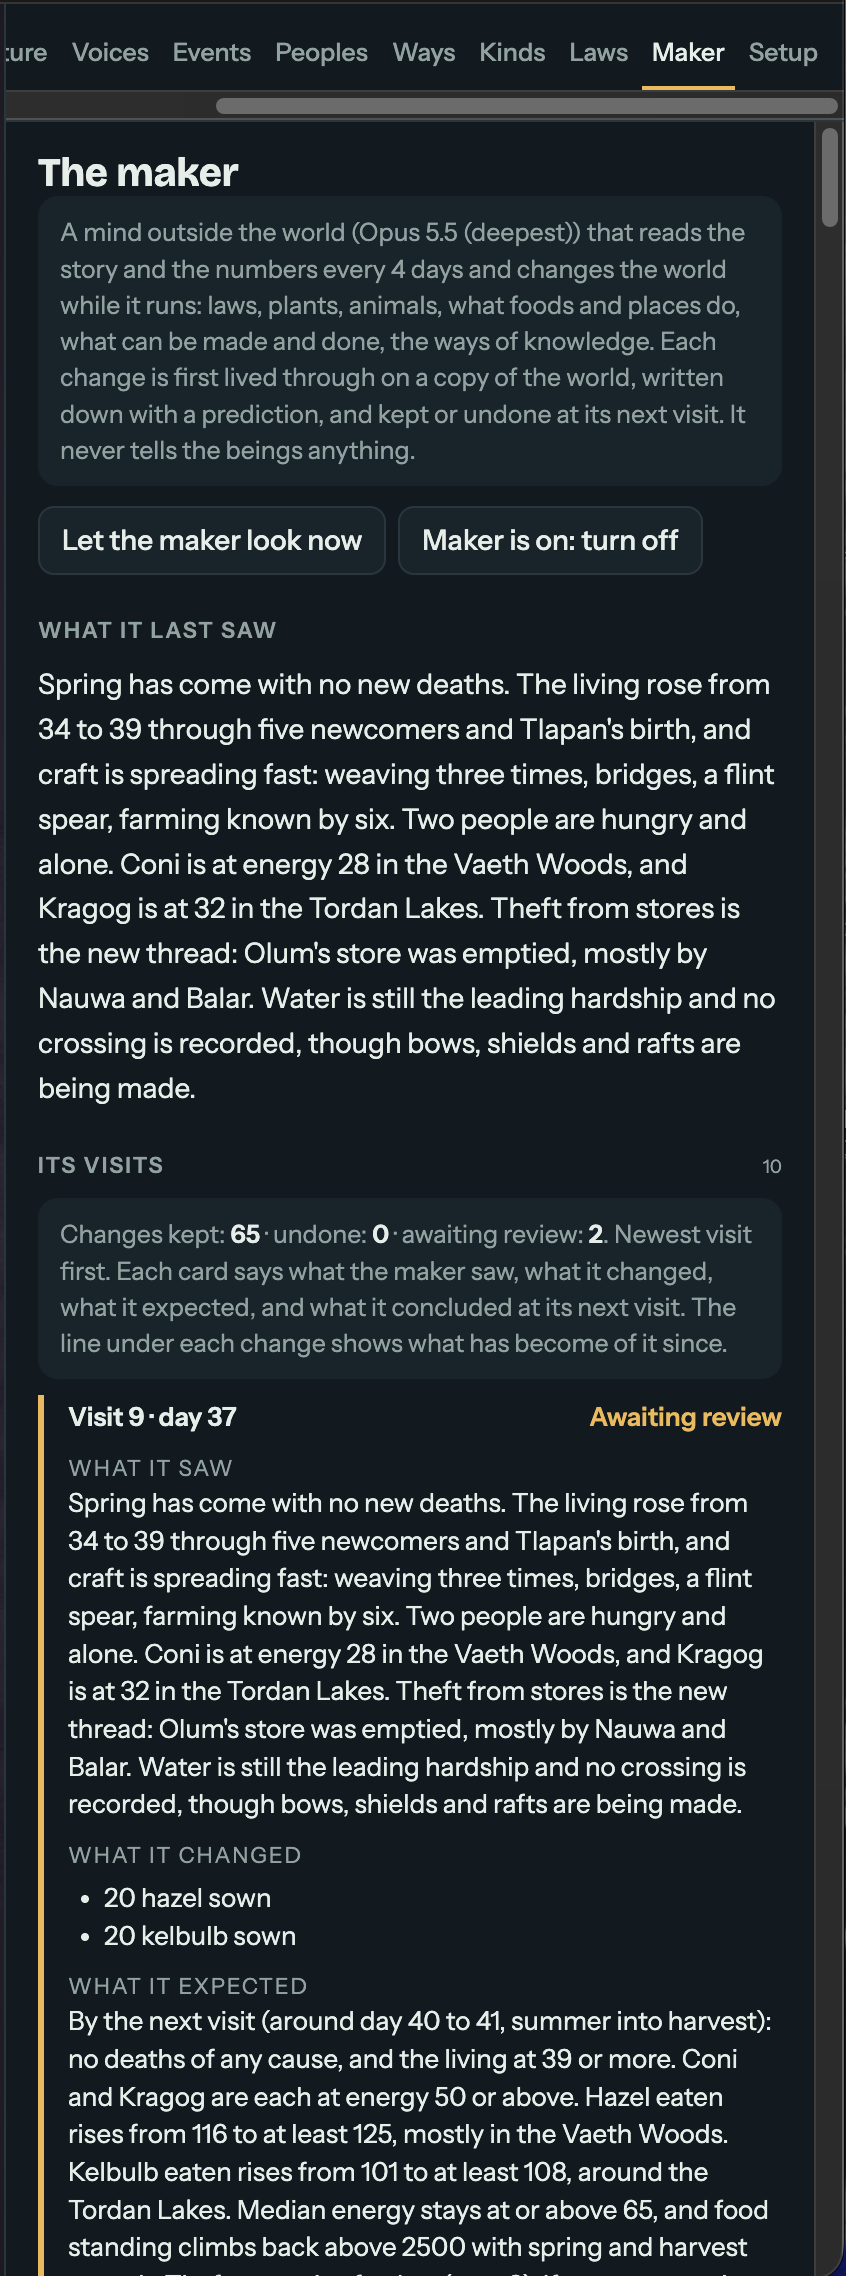 ture Voices Events Peoples Ways Kinds Laws Maker Setup
The maker
A mind outside the world (Opus 5.5 (deepest)) that reads the
story and the numbers every 4 days and changes the world
while it runs: laws, plants, animals, what foods and places do,
what can be made and done, the ways of knowledge. Each
change is first lived through on a copy of the world, written
down with a prediction, and kept or undone at its next visit. It
never tells the beings anything.
Let the maker look now Maker is on: turn off
WHAT IT LAST SAW
Spring has come with no new deaths. The living rose from
34 to 39 through five newcomers and Tlapan's birth, and
craft is spreading fast: weaving three times, bridges, a flint
spear, farming known by six. Two people are hungry and
alone. Coni is at energy 28 in the Vaeth Woods, and
Kragog is at 32 in the Tordan Lakes. Theft from stores is
the new thread: Olum's store was emptied, mostly by
Nauwa and Balar. Water is still the leading hardship and no
crossing is recorded, though bows, shields and rafts are
being made.
ITS VISITS 10
Changes kept: 65 · undone: 0 · awaiting review: 2. Newest visit
first. Each card says what the maker saw, what it changed,
what it expected, and what it concluded at its next visit. The
line under each change shows what has become of it since.
Visit 9 · day 37 Awaiting review
WHAT IT SAW
Spring has come with no new deaths. The living rose from
34 to 39 through five newcomers and Tlapan's birth, and
craft is spreading fast: weaving three times, bridges, a flint
spear, farming known by six. Two people are hungry and
alone. Coni is at energy 28 in the Vaeth Woods, and Kragog
is at 32 in the Tordan Lakes. Theft from stores is the new
thread: Olum's store was emptied, mostly by Nauwa and
Balar. Water is still the leading hardship and no crossing is
recorded, though bows, shields and rafts are being made.
WHAT IT CHANGED
• 20 hazel sown
• 20 kelbulb sown
WHAT IT EXPECTED
By the next visit (around day 40 to 41, summer into harvest):
no deaths of any cause, and the living at 39 or more. Coni
and Kragog are each at energy 50 or above. Hazel eaten
rises from 116 to at least 125, mostly in the Vaeth Woods.
Kelbulb eaten rises from 101 to at least 108, around the
Tordan Lakes. Median energy stays at or above 65, and food
standing climbs back above 2500 with spring and harvest